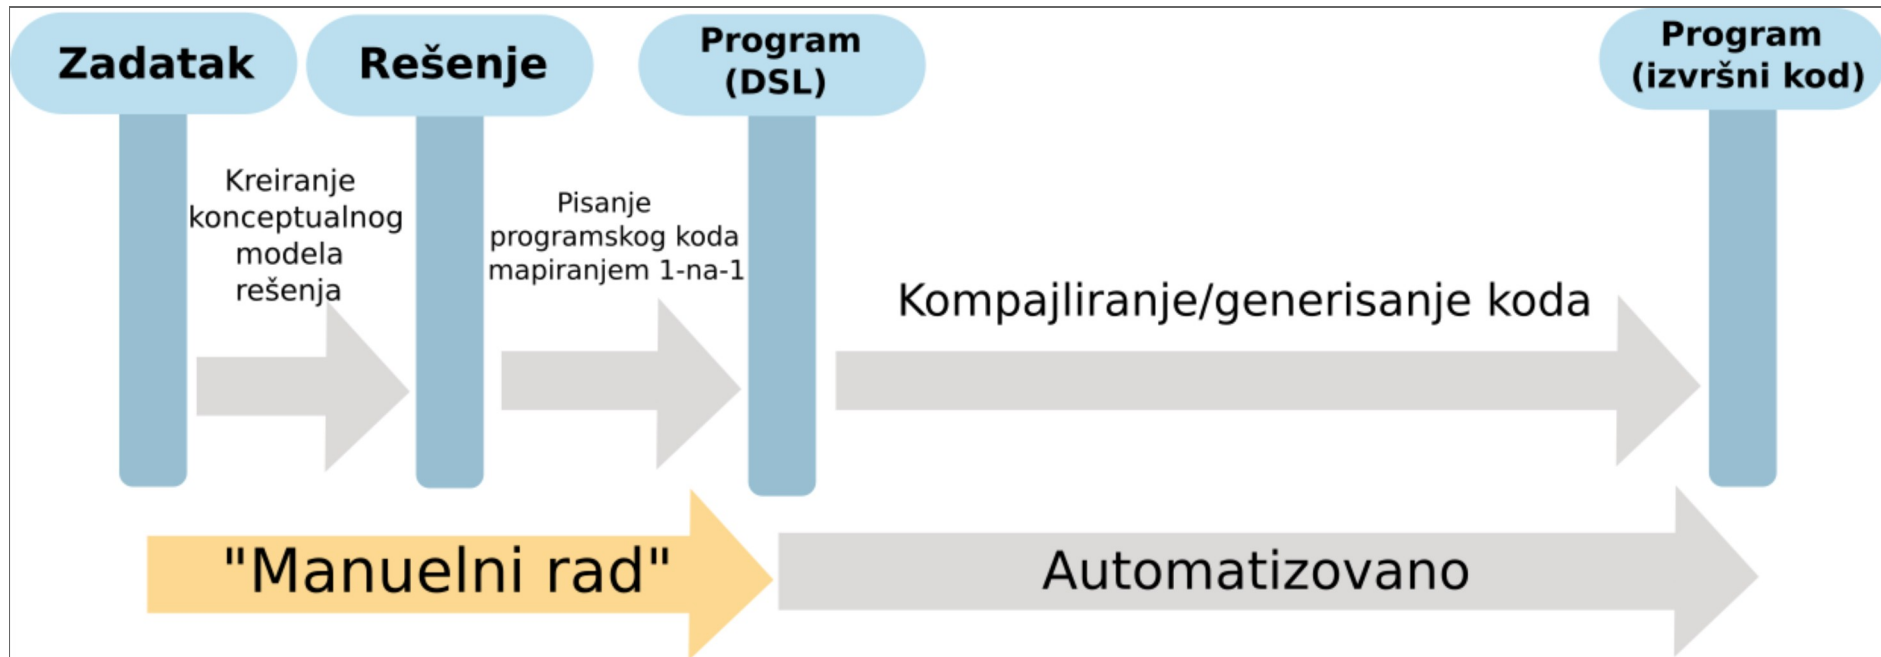 Zadatak
Rešenje
Program
(DSL)
Program
(izvršni kod)
Kreiranje
konceptualnog
modela
rešenja
Pisanje
programskog koda
mapiranjem 1-na-1
Kompajliranje/generisanje koda
"Manuelni rad"
Automatizovano